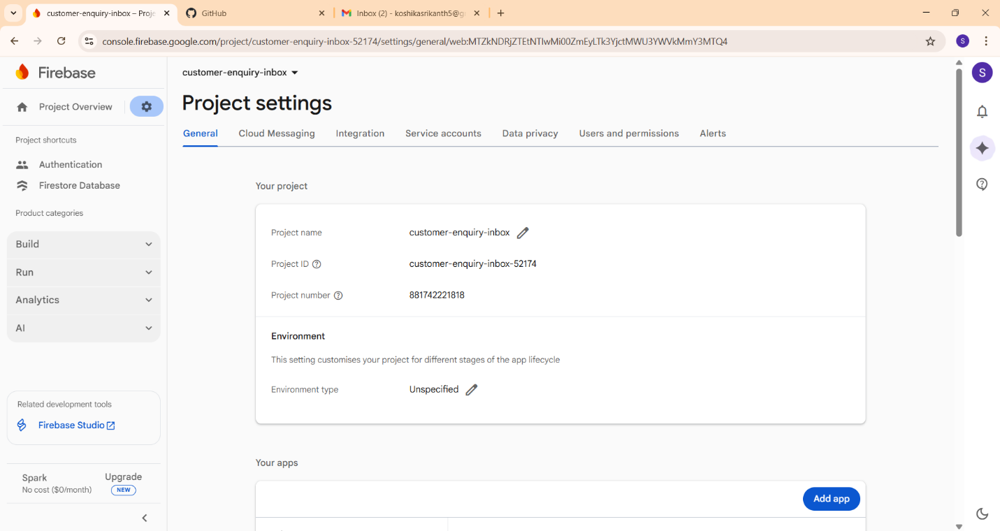 customer-enquiry-inbox – Proje
GitHub
Inbox (2) - koshikasrikanth5@g
console.firebase.google.com/project/customer-enquiry-inbox-52174/settings/general/web:MTZkNDRjZTEtNTIwMi00ZmEyLTk3YjctMWU3YWVkMmY3MTQ4
S
Firebase
customer-enquiry-inbox
S
Project Overview
Project settings
General
Cloud Messaging
Integration
Service accounts
Data privacy
Users and permissions
Alerts
Project shortcuts
Authentication
Firestore Database
Product categories
Build
Run
Analytics
AI
Related development tools
Firebase Studio
Spark
No cost ($0/month)
Upgrade
NEW
Your project
Project name
customer-enquiry-inbox
Project ID
customer-enquiry-inbox-52174
Project number
881742221818
Environment
This setting customises your project for different stages of the app lifecycle
Environment type
Unspecified
Your apps
Add app